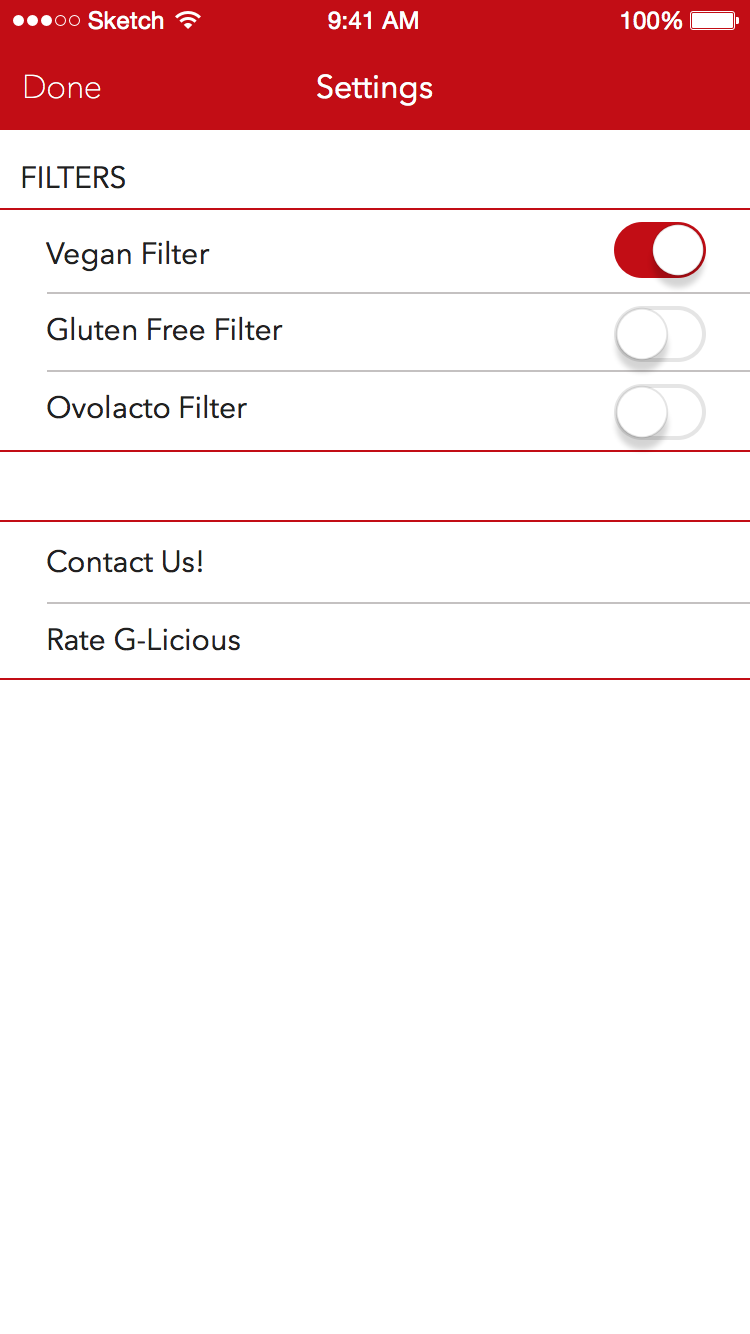 Sketch 9:41 AM 100%
Done Settings
FILTERS
Vegan Filter
Gluten Free Filter
Ovolacto Filter
Contact Us!
Rate G-Licious